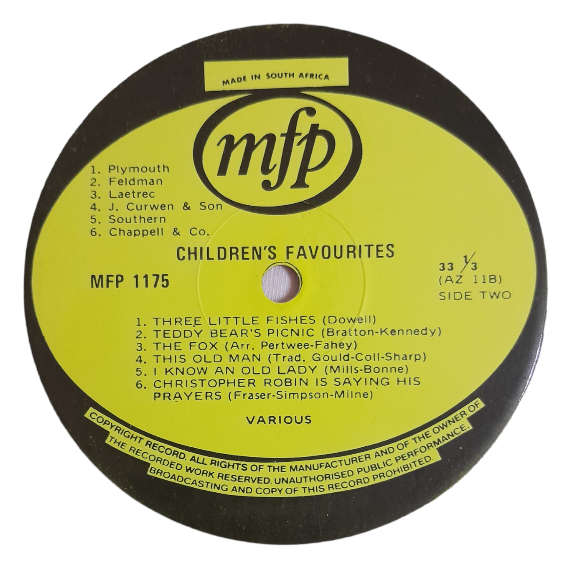 MADE IN SOUTH AFRICA
mfp
1. Plymouth
2. Feldman
3. Laetrec
4. J. Curwen & Son
5. Southern
6. Chappell & Co.
CHILDREN'S FAVOURITES
MFP 1175
33 1/3
(AZ 11B)
SIDE TWO
1. THREE LITTLE FISHES (Dowell)
2. TEDDY BEAR'S PICNIC (Bratton-Kennedy)
3. THE FOX (Arr. Pertwee-Fahey)
4. THIS OLD MAN (Trad. Gould-Coll-Sharp)
5. I KNOW AN OLD LADY (Mills-Bonne)
6. CHRISTOPHER ROBIN IS SAYING HIS
PRAYERS (Fraser-Simpson-Milne)
VARIOUS
COPYRIGHT RECORD. ALL RIGHTS OF THE MANUFACTURER AND OF THE OWNER OF
THE RECORDED WORK RESERVED. UNAUTHORISED PUBLIC PERFORMANCE,
BROADCASTING AND COPY OF THIS RECORD PROHIBITED